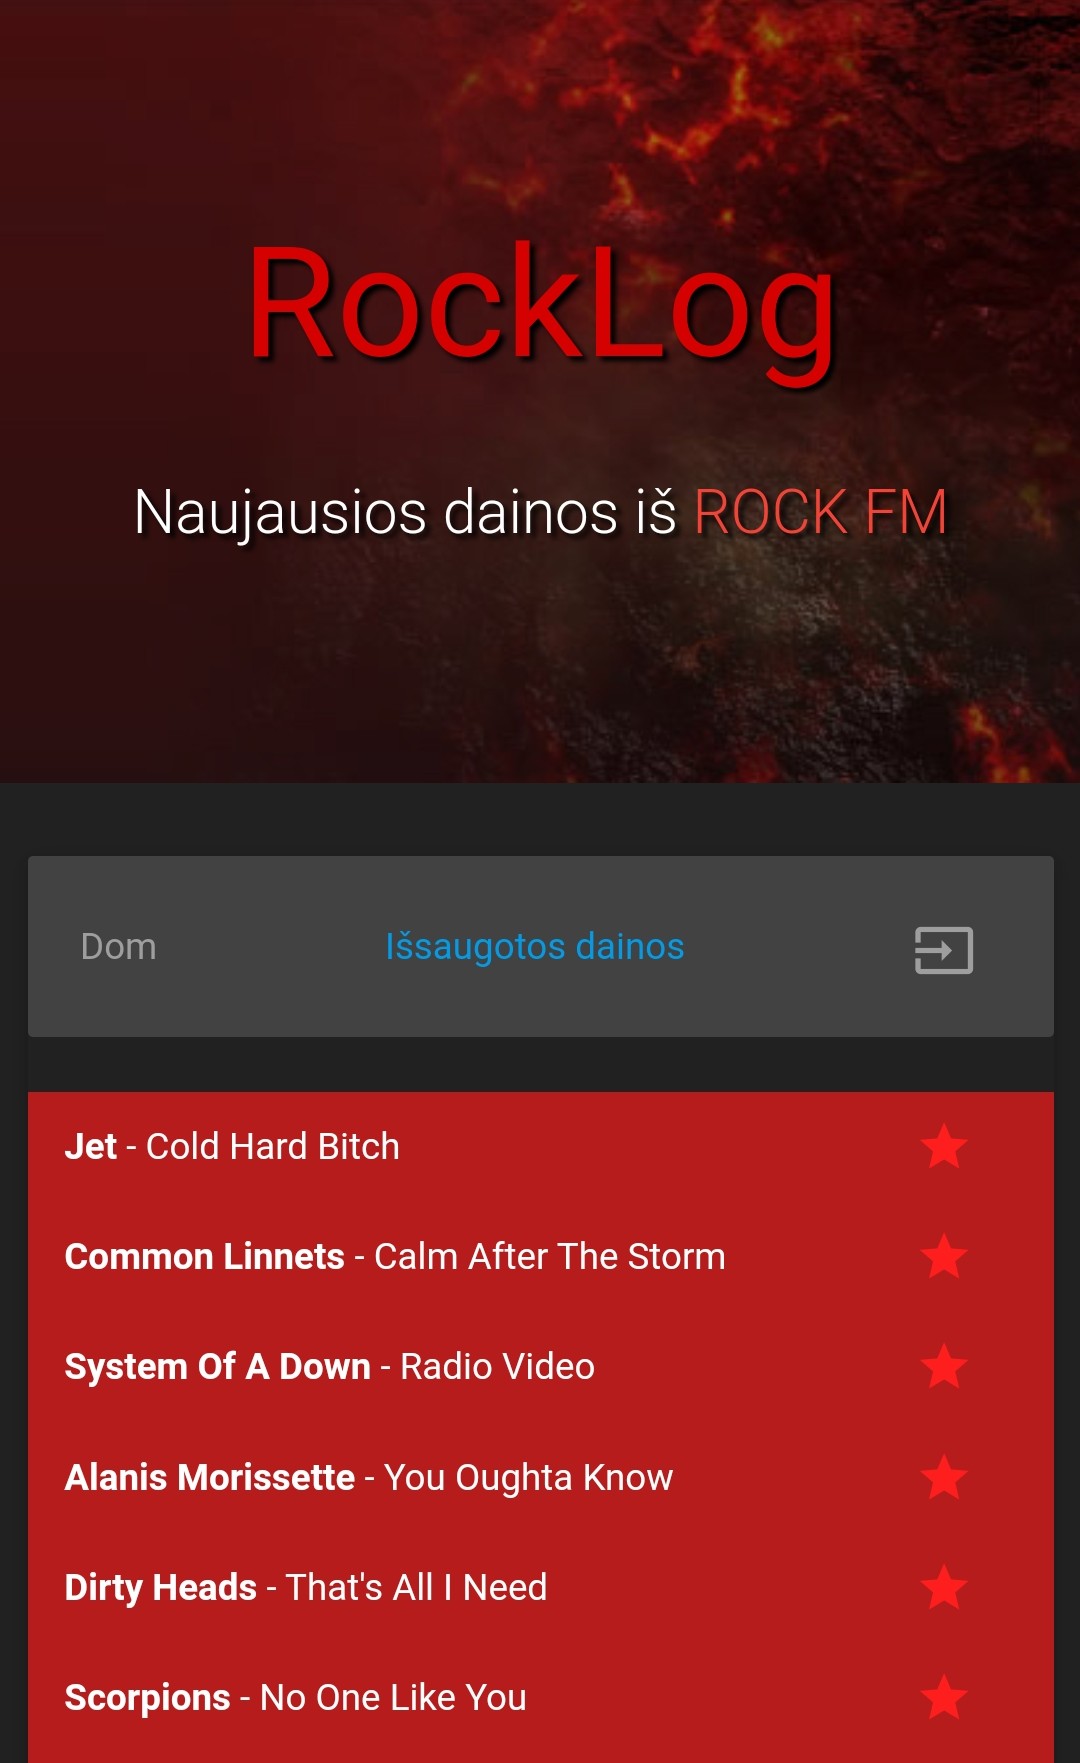 RockLog
Naujausios dainos iš ROCK FM
Dom
Išsaugotos dainos
Jet - Cold Hard Bitch
Common Linnets - Calm After The Storm
System Of A Down - Radio Video
Alanis Morissette - You Oughta Know
Dirty Heads - That's All I Need
Scorpions - No One Like You